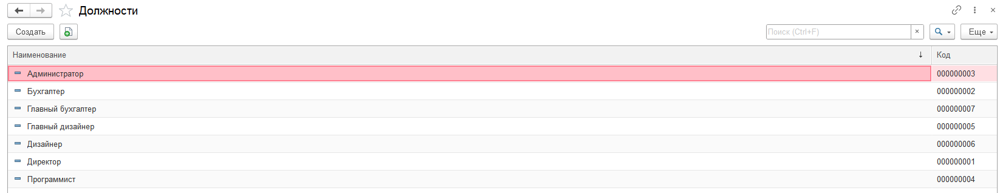 Должности
Создать Поиск (Ctrl+F) × Еще
Наименование ↓ Код
Администратор 000000003
Бухгалтер 000000002
Главный бухгалтер 000000007
Главный дизайнер 000000005
Дизайнер 000000006
Директор 000000001
Программист 000000004